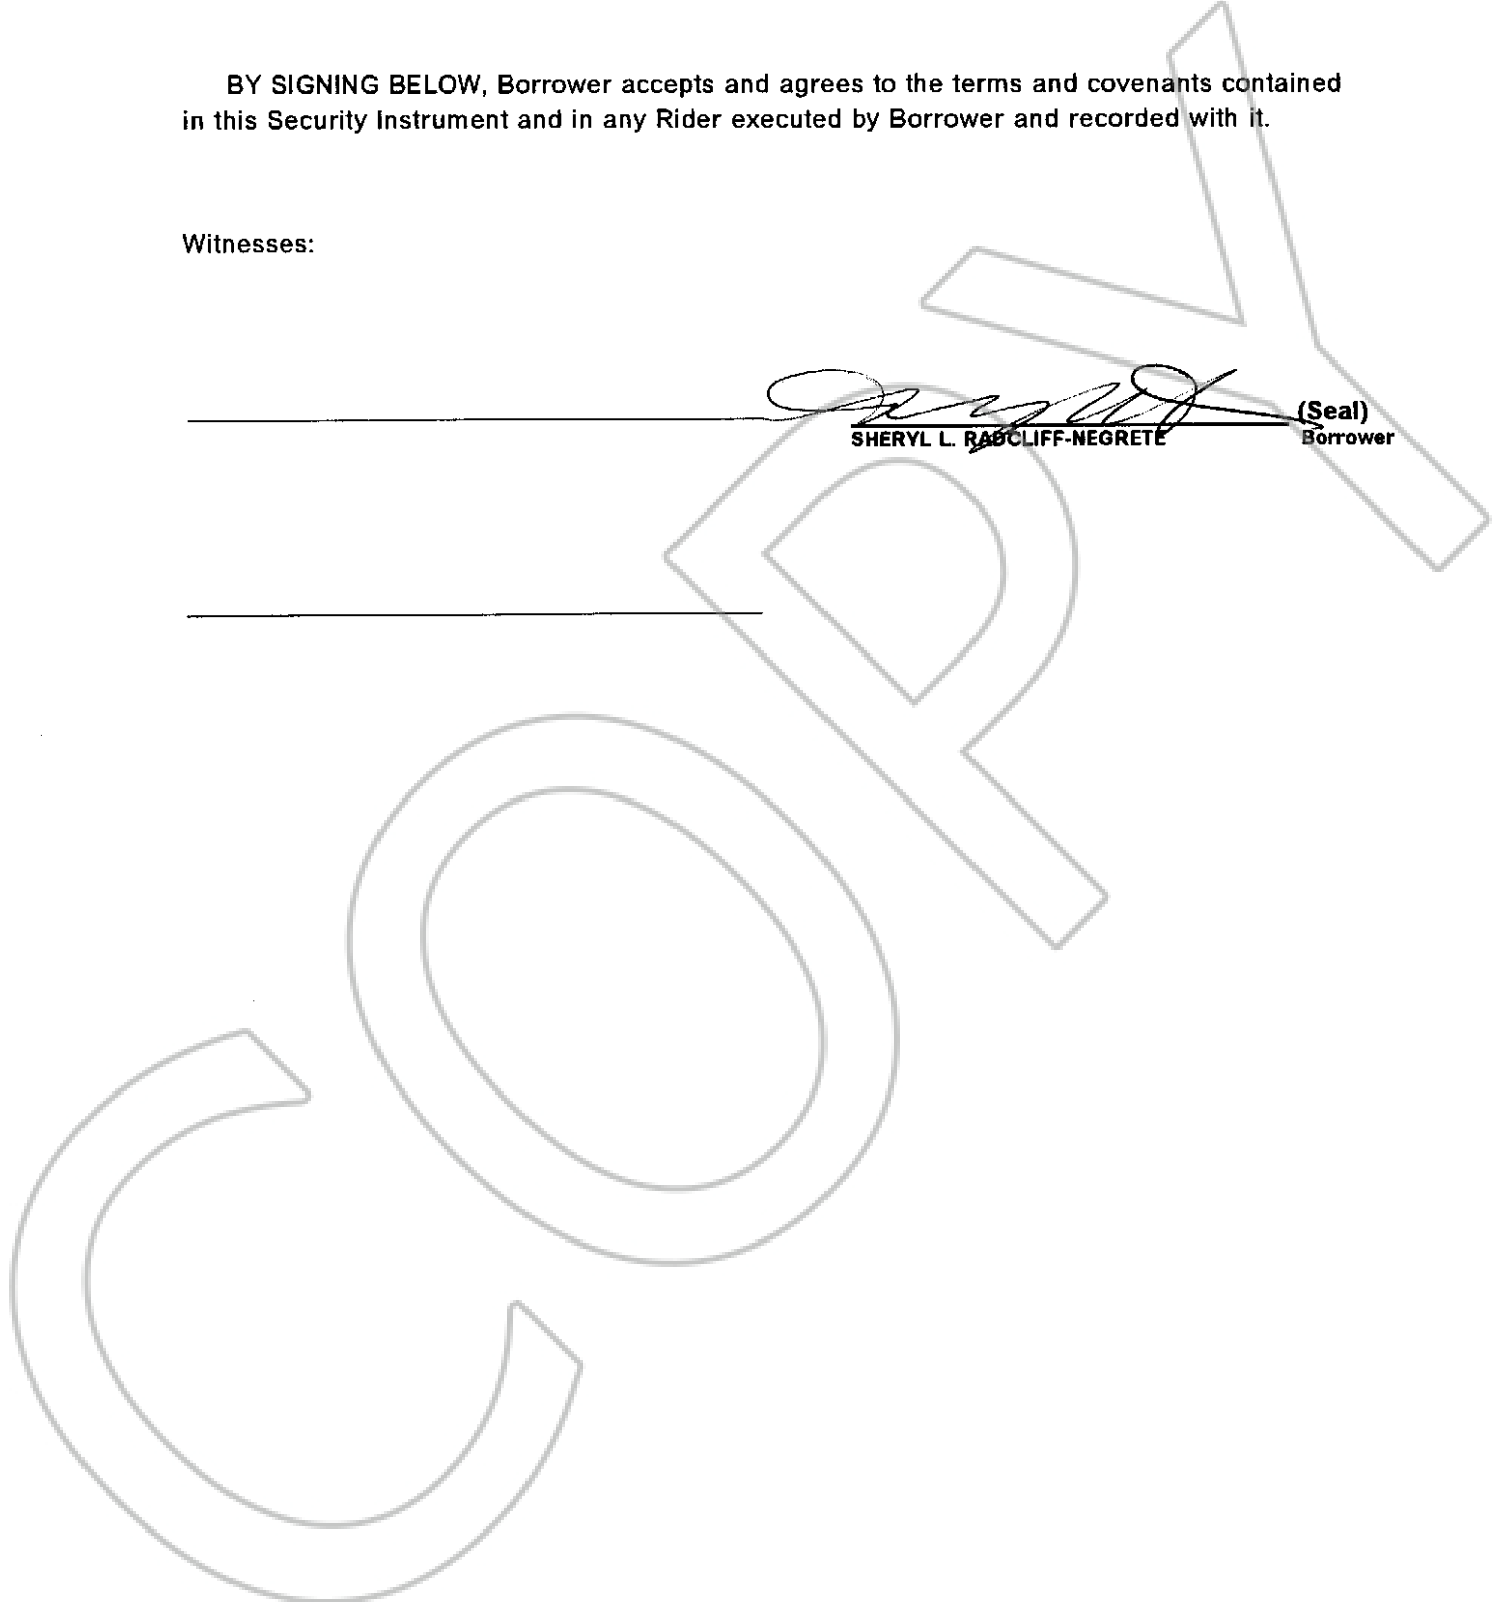 BY SIGNING BELOW, Borrower accepts and agrees to the terms and covenants contained
in this Security Instrument and in any Rider executed by Borrower and recorded with it.
Witnesses:
(Seal)
SHERYL L. RADCLIFF-NEGRETE Borrower
COPY